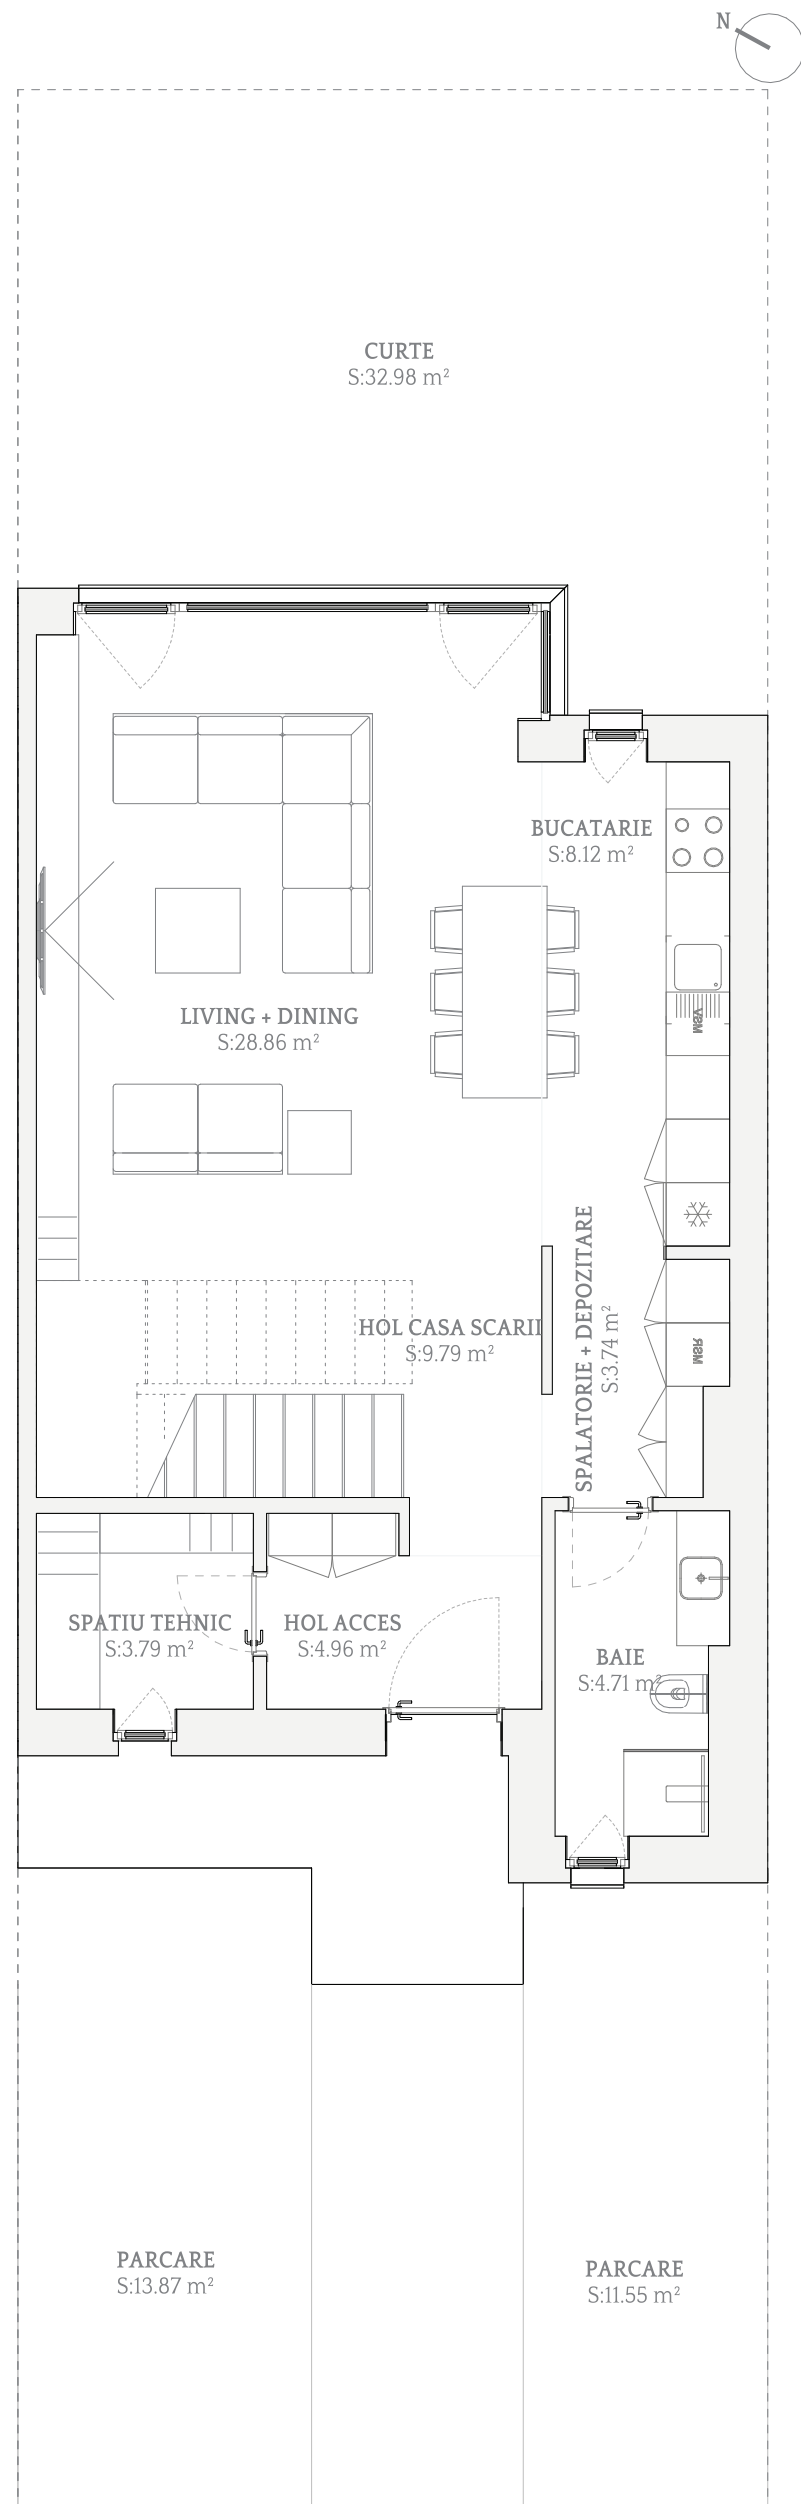 N
CURTE
S:32.98 m²
BUCATARIE
S:8.12 m²
LIVING + DINING
S:28.86 m²
VSM
SPALATORIE + DEPOZITARE
S:3.74 m²
HOL CASA SCARII
S:9.79 m²
MSR
SPATIU TEHNIC
S:3.79 m²
HOL ACCES
S:4.96 m²
BAIE
S:4.71 m²
PARCARE
S:13.87 m²
PARCARE
S:11.55 m²